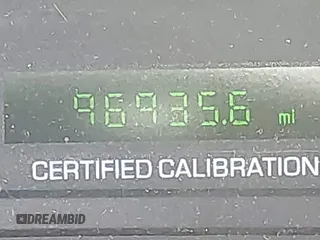 96935.6 mi
CERTIFIED CALIBRATION
DREAMBID